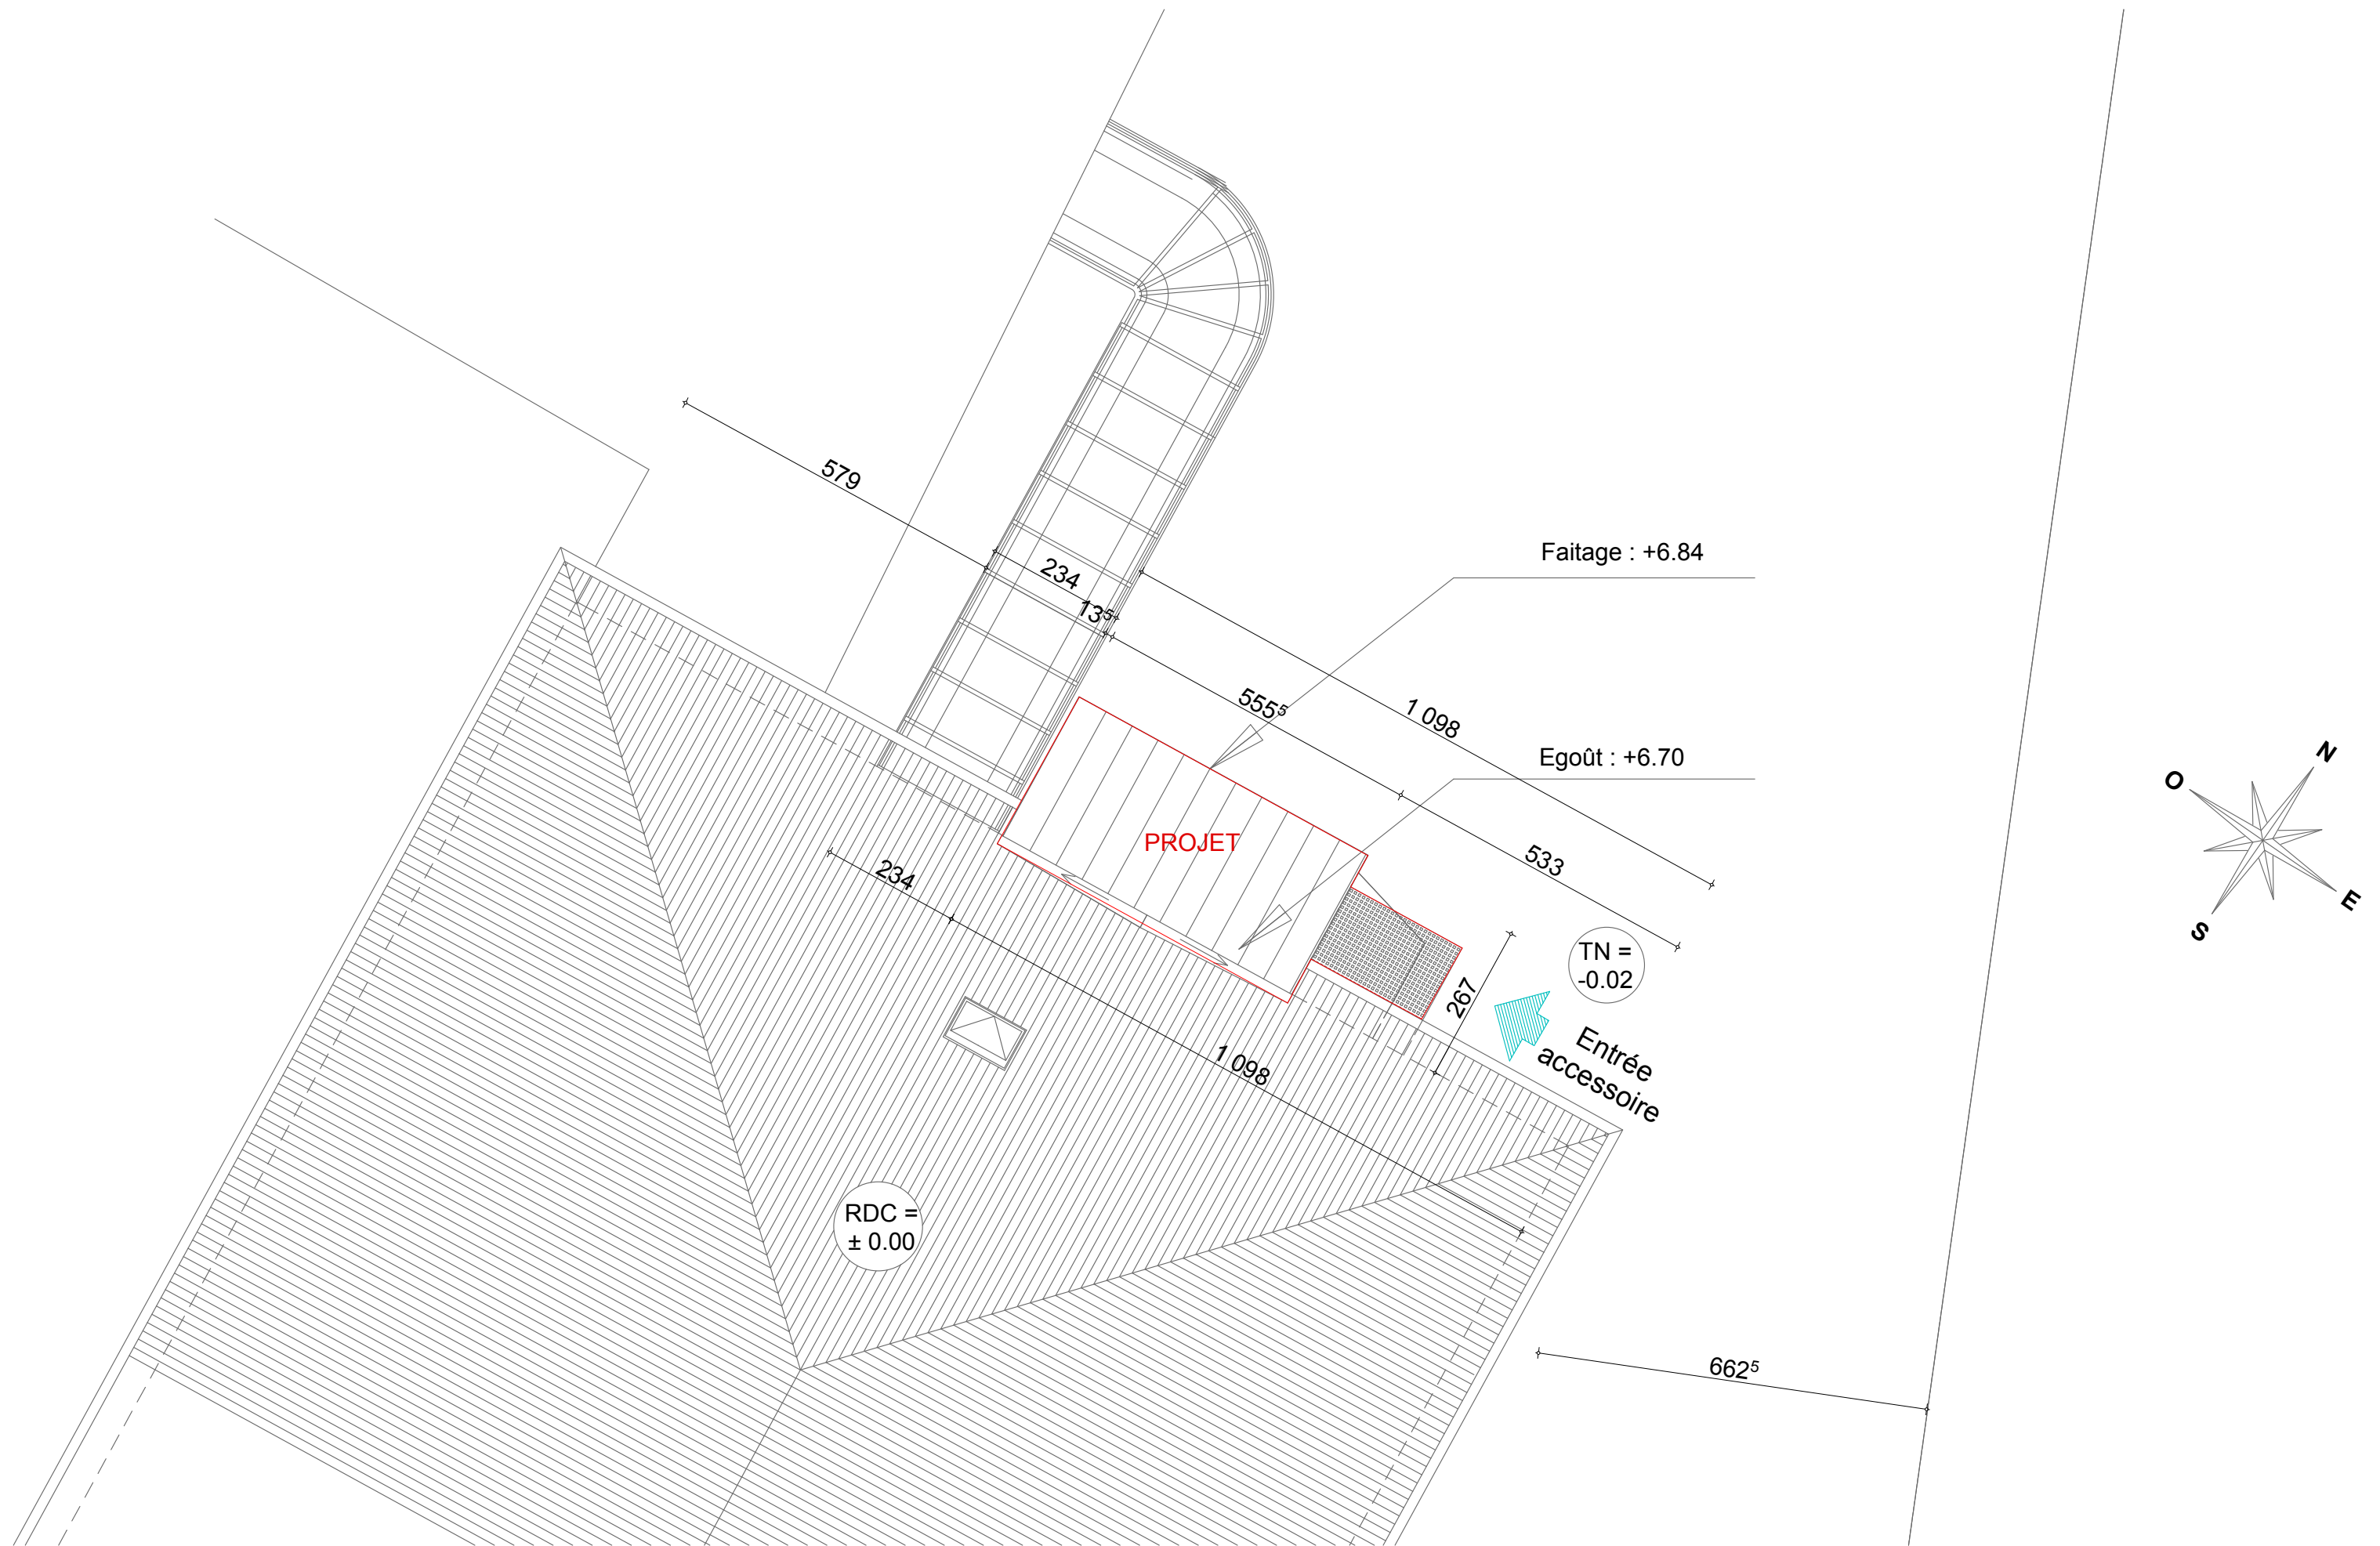 579
234
13⁵
Faitage : +6.84
555⁵
1 098
Egoût : +6.70
N
O
E
S
PROJET
533
234
TN =
-0.02
267
Entrée
accessoire
1 098
RDC =
± 0.00
662⁵